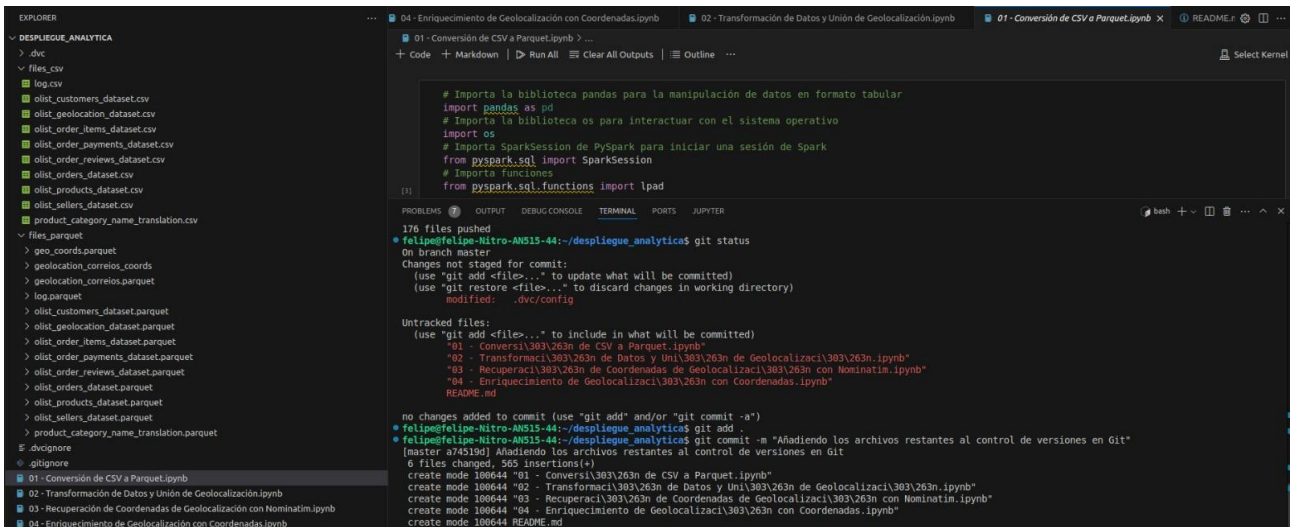 EXPLORER
DESPLIEGUE_ANALYTICA
.dvc
files_csv
log.csv
olist_customers_dataset.csv
olist_geolocation_dataset.csv
olist_order_items_dataset.csv
olist_order_payments_dataset.csv
olist_order_reviews_dataset.csv
olist_orders_dataset.csv
olist_products_dataset.csv
olist_sellers_dataset.csv
product_category_name_translation.csv
files_parquet
geo_coords.parquet
geolocation_correios_coords
geolocation_correios.parquet
log.parquet
olist_customers_dataset.parquet
olist_geolocation_dataset.parquet
olist_order_items_dataset.parquet
olist_order_payments_dataset.parquet
olist_order_reviews_dataset.parquet
olist_orders_dataset.parquet
olist_products_dataset.parquet
olist_sellers_dataset.parquet
product_category_name_translation.parquet
.dvcignore
.gitignore
01 - Conversión de CSV a Parquet.ipynb
02 - Transformación de Datos y Unión de Geolocalización.ipynb
03 - Recuperación de Coordenadas de Geolocalización con Nominatim.ipynb
04 - Enriquecimiento de Geolocalización con Coordenadas.ipynb
04 - Enriquecimiento de Geolocalización con Coordenadas.ipynb 02 - Transformación de Datos y Unión de Geolocalización.ipynb 01 - Conversión de CSV a Parquet.ipynb README.r
01 - Conversión de CSV a Parquet.ipynb > ...
+ Code + Markdown | Run All Clear All Outputs | Outline ... Select Kernel
# Importa la biblioteca pandas para la manipulación de datos en formato tabular
import pandas as pd
# Importa la biblioteca os para interactuar con el sistema operativo
import os
# Importa SparkSession de PySpark para iniciar una sesión de Spark
from pyspark.sql import SparkSession
# Importa funciones
from pyspark.sql.functions import lpad
[3]
PROBLEMS 7 OUTPUT DEBUG CONSOLE TERMINAL PORTS JUPYTER bash
176 files pushed
felipe@felipe-Nitro-AN515-44:~/despliegue_analytica$ git status
On branch master
Changes not staged for commit:
(use "git add <file>..." to update what will be committed)
(use "git restore <file>..." to discard changes in working directory)
modified: .dvc/config
Untracked files:
(use "git add <file>..." to include in what will be committed)
"01 - Conversi\303\263n de CSV a Parquet.ipynb"
"02 - Transformaci\303\263n de Datos y Uni\303\263n de Geolocalizaci\303\263n.ipynb"
"03 - Recuperaci\303\263n de Coordenadas de Geolocalizaci\303\263n con Nominatim.ipynb"
"04 - Enriquecimiento de Geolocalizaci\303\263n con Coordenadas.ipynb"
README.md
no changes added to commit (use "git add" and/or "git commit -a")
felipe@felipe-Nitro-AN515-44:~/despliegue_analytica$ git add .
felipe@felipe-Nitro-AN515-44:~/despliegue_analytica$ git commit -m "Añadiendo los archivos restantes al control de versiones en Git"
[master a74519d] Añadiendo los archivos restantes al control de versiones en Git
6 files changed, 565 insertions(+)
create mode 100644 "01 - Conversi\303\263n de CSV a Parquet.ipynb"
create mode 100644 "02 - Transformaci\303\263n de Datos y Uni\303\263n de Geolocalizaci\303\263n.ipynb"
create mode 100644 "03 - Recuperaci\303\263n de Coordenadas de Geolocalizaci\303\263n con Nominatim.ipynb"
create mode 100644 "04 - Enriquecimiento de Geolocalizaci\303\263n con Coordenadas.ipynb"
create mode 100644 README.md